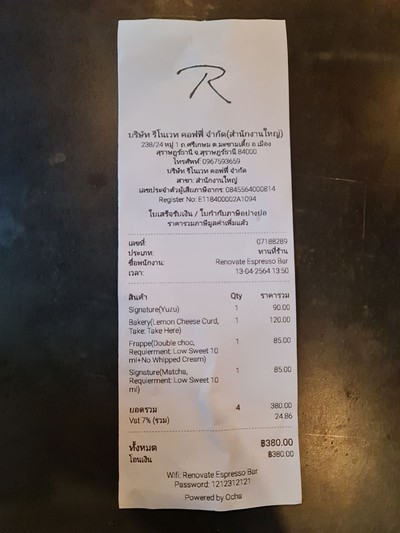 R
บริษัท รีโนเวท คอฟฟี่ จำกัด(สำนักงานใหญ่)
238/24 หมู่ 1 ถ.ศรีเกษม ต.มะขามเตี้ย อ.เมือง
สุราษฎร์ธานี จ.สุราษฎร์ธานี 84000
โทรศัพท์: 0967593659
บริษัท รีโนเวท คอฟฟี่ จำกัด
สาขา: สำนักงานใหญ่
เลขประจำตัวผู้เสียภาษีอากร: 0845564000814
Register No: E118400002A1094
ใบเสร็จรับเงิน / ใบกำกับภาษีอย่างย่อ
ราคารวมภาษีมูลค่าเพิ่มแล้ว
เลขที่: 07188289
ประเภท: ทานที่ร้าน
ชื่อพนักงาน: Renovate Espresso Bar
เวลา: 13-04-2564 13:50
สินค้า Qty ราคารวม
Signature(Yuzu) 1 90.00
Bakery(Lemon Cheese Curd, 1 120.00
Take: Take Here)
Frappe(Double choc, 1 85.00
Requierment: Low Sweet 10
ml+No Whipped Cream)
Signature(Matcha, 1 85.00
Requierment: Low Sweet 10
ml)
ยอดรวม 4 380.00
Vat 7% (รวม) 24.86
ทั้งหมด ฿380.00
โอนเงิน ฿380.00
Wifi: Renovate Espresso Bar
Password: 1212312121
Powered by Ocha